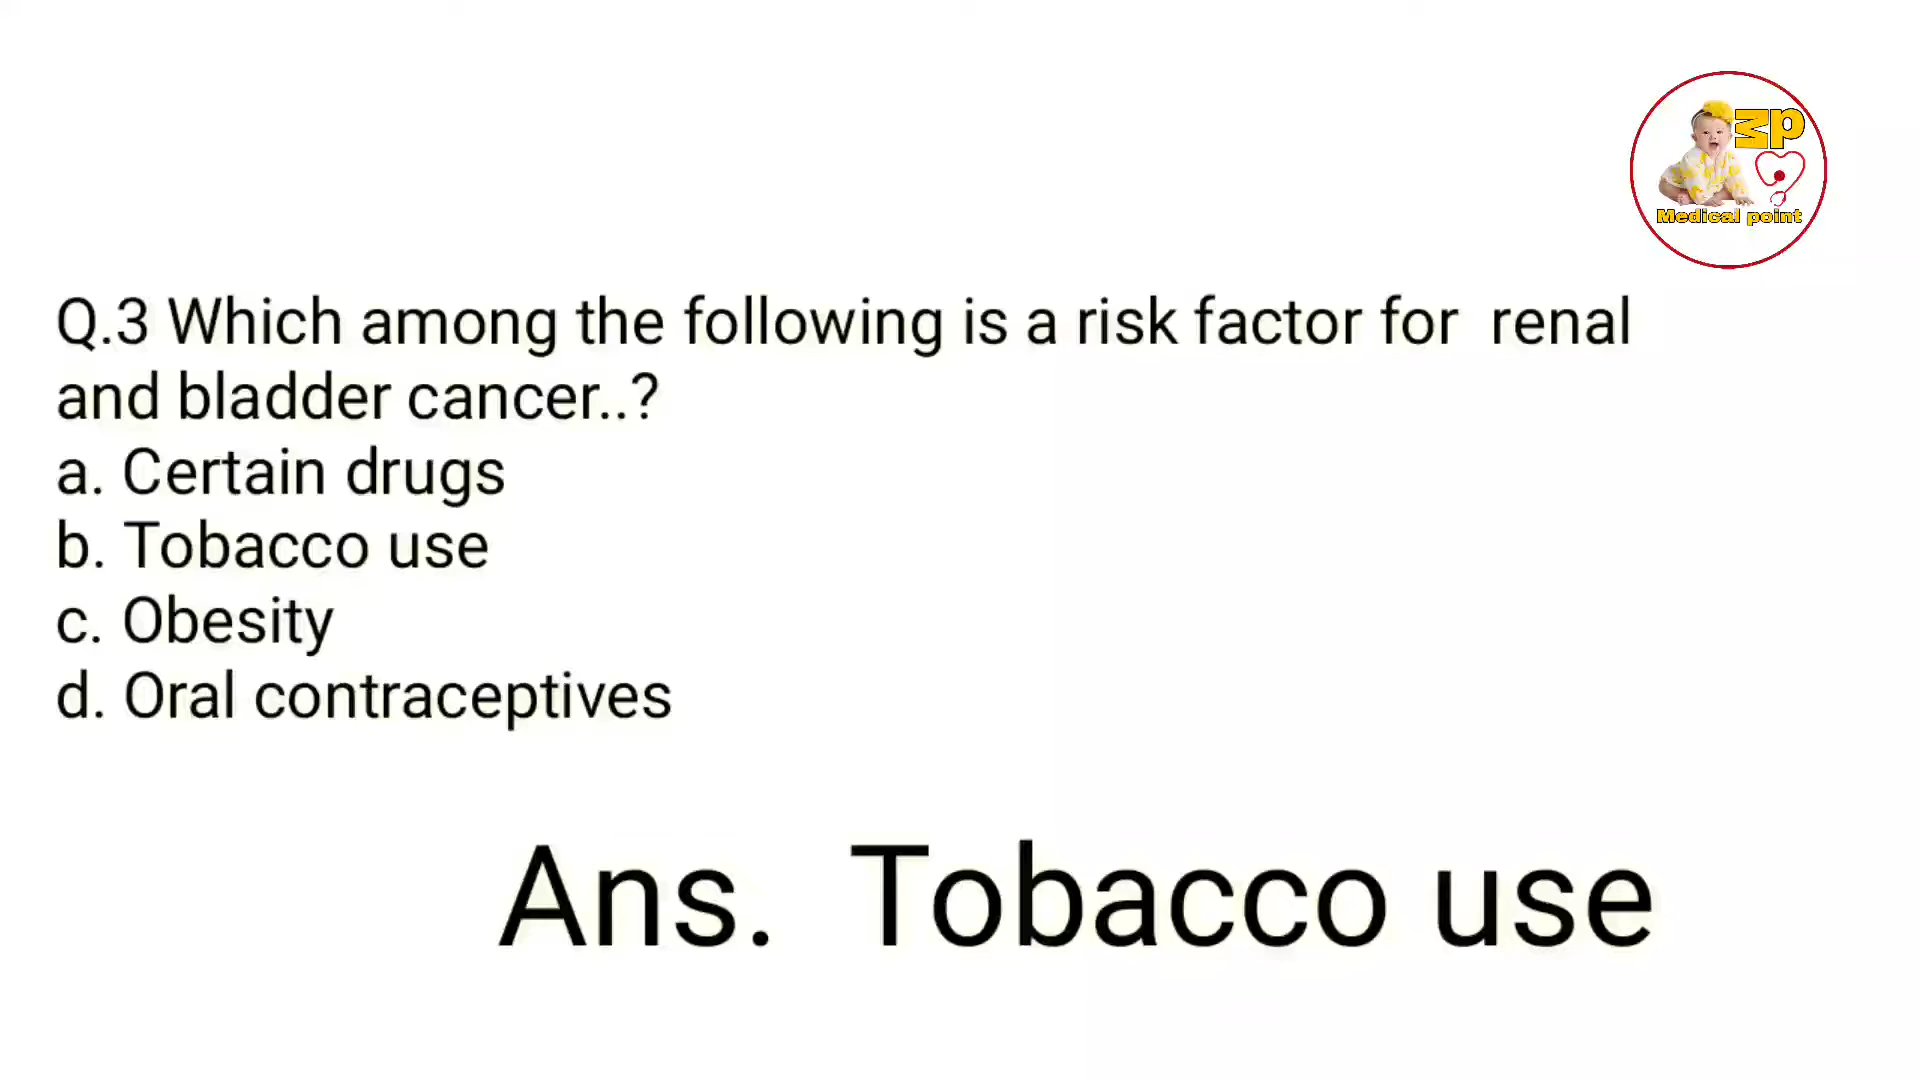 mp
Medical point
Q.3 Which among the following is a risk factor for  renal
and bladder cancer..?
a. Certain drugs
b. Tobacco use
c. Obesity
d. Oral contraceptives
Ans.  Tobacco use